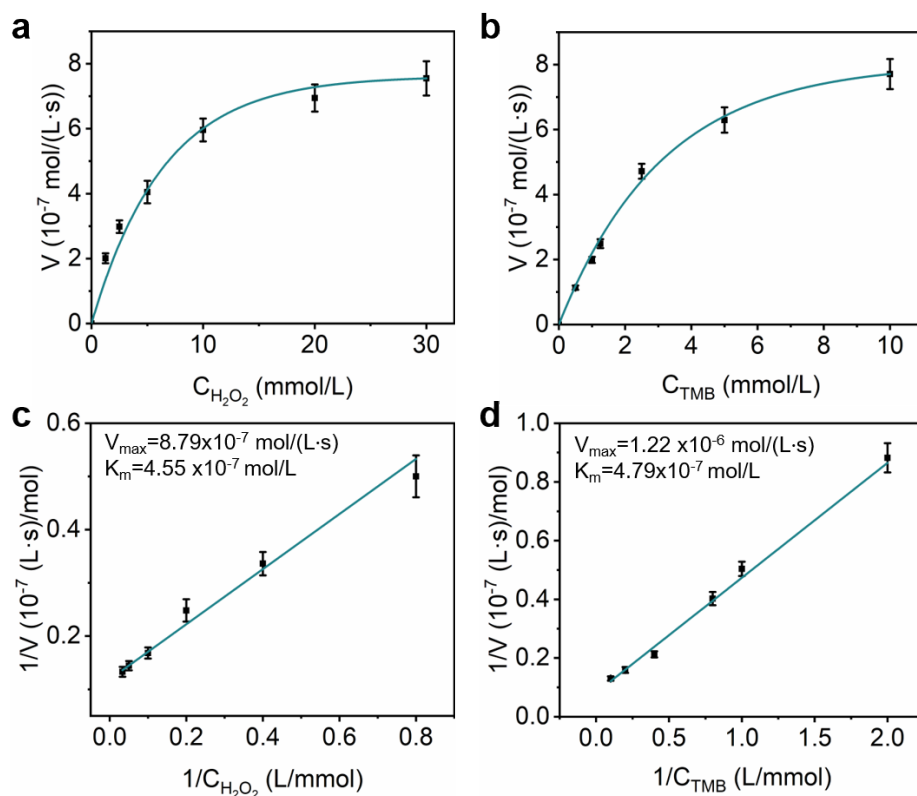 a
V (10⁻⁷ mol/(L·s))
8
6
4
2
0
0 10 20 30
C_H₂O₂ (mmol/L)
b
V (10⁻⁷ mol/(L·s))
8
6
4
2
0
0 2 4 6 8 10
C_TMB (mmol/L)
c
V_max=8.79x10⁻⁷ mol/(L·s)
K_m=4.55 x10⁻⁷ mol/L
1/V (10⁻⁷ (L·s)/mol)
0.6
0.4
0.2
0.0 0.2 0.4 0.6 0.8
1/C_H₂O₂ (L/mmol)
d
V_max=1.22 x10⁻⁶ mol/(L·s)
K_m=4.79x10⁻⁷ mol/L
1/V (10⁻⁷ (L·s)/mol)
1.0
0.8
0.6
0.4
0.2
0.0
0.0 0.5 1.0 1.5 2.0
1/C_TMB (L/mmol)